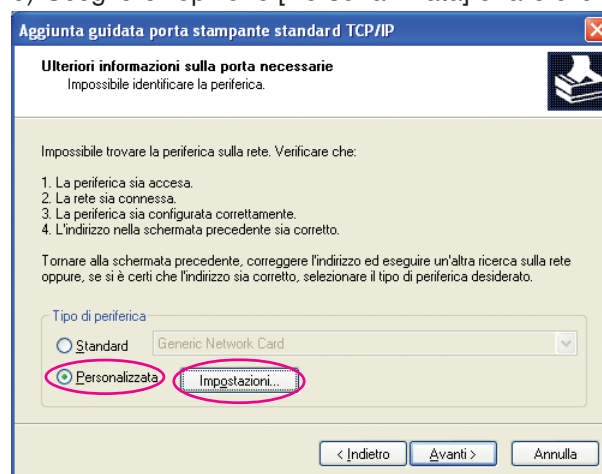 Aggiunta guidata porta stampante standard TCP/IP
Ulteriori informazioni sulla porta necessarie
Impossibile identificare la periferica.
Impossibile trovare la periferica sulla rete. Verificare che:
1. La periferica sia accesa.
2. La rete sia connessa.
3. La periferica sia configurata correttamente.
4. L'indirizzo nella schermata precedente sia corretto.
Tornare alla schermata precedente, correggere l'indirizzo ed eseguire un'altra ricerca sulla rete
oppure, se si è certi che l'indirizzo sia corretto, selezionare il tipo di periferica desiderato.
Tipo di periferica
Standard Generic Network Card
Personalizzata Impostazioni...
< Indietro Avanti > Annulla